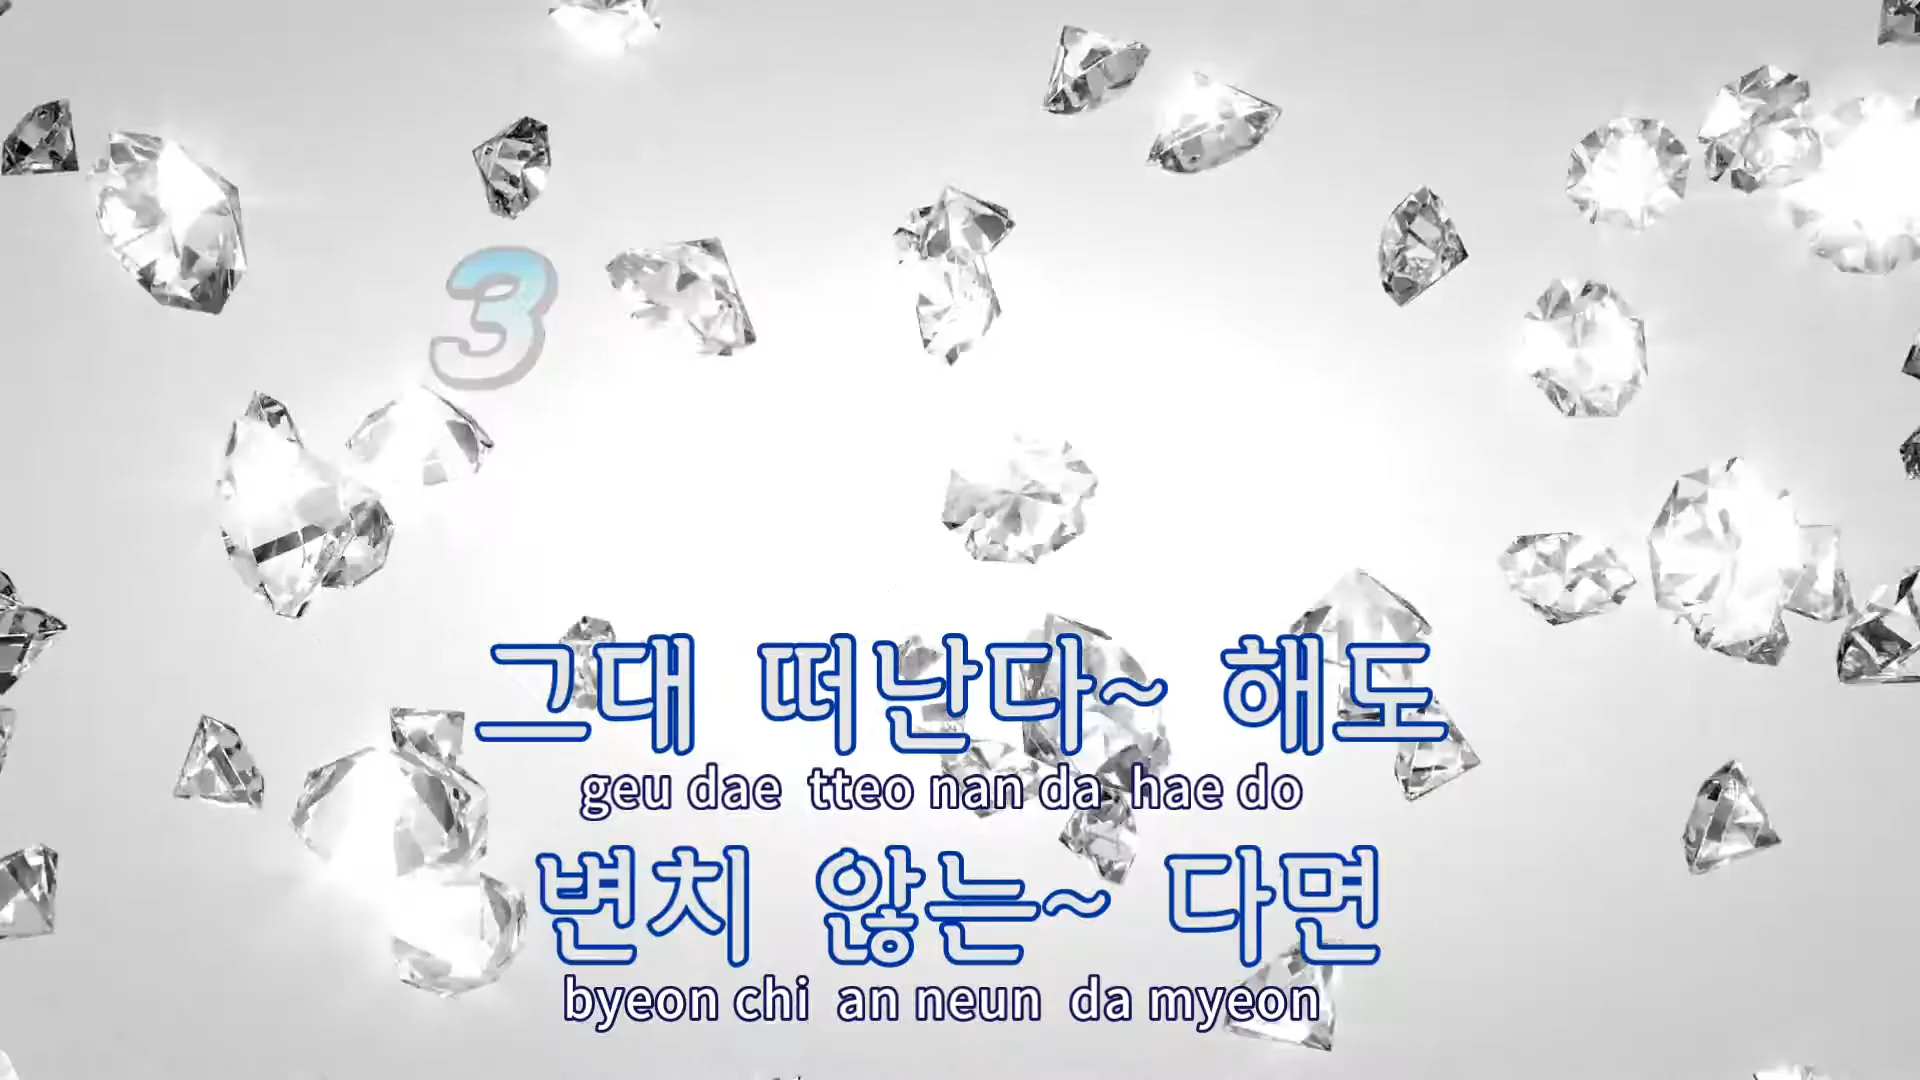 3
그대 떠난다~ 해도
geu dae tteo nan da hae do
변치 않는~ 다면
byeon chi an neun da myeon